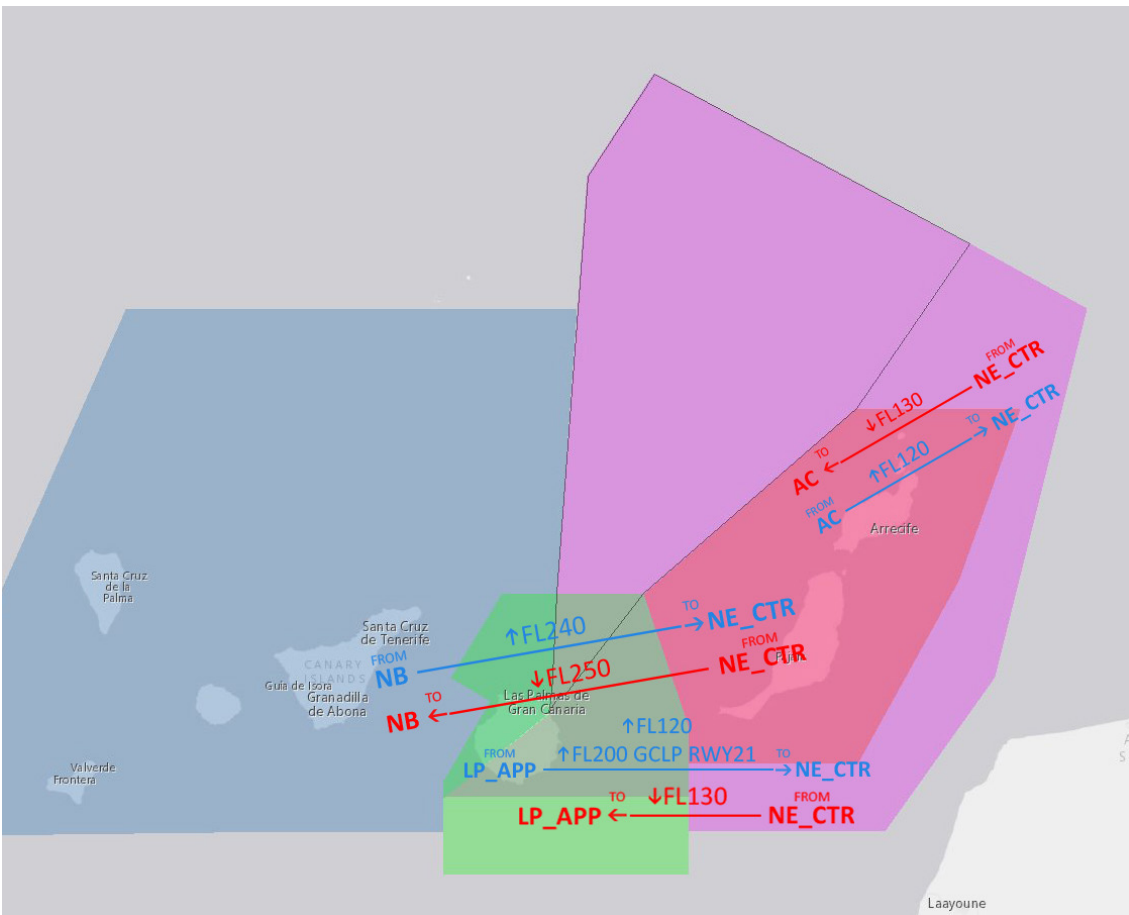 FROM
NE_CTR
↓FL130
TO
AC
TO
NE_CTR
↑FL120
FROM
AC
Arrecife
Santa Cruz
de la
Palma
Santa Cruz
de Tenerife
CANARY
ISLANDS
Guía de Isora
Granadilla
de Abona
Valverde
Frontera
FROM
NB
↑FL240
TO
NE_CTR
FROM
NE_CTR
↓FL250
TO
NB
Las Palmas de
Gran Canaria
↑FL120
FROM
LP_APP
↑FL200 GCLP RWY21
TO
NE_CTR
LP_APP
TO
↓FL130
FROM
NE_CTR
Laayoune